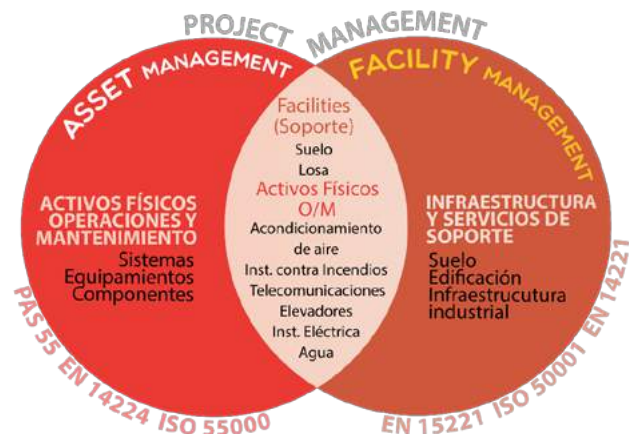 PROJECT MANAGEMENT
ASSET MANAGEMENT
FACILITY MANAGEMENT
Facilities
(Soporte)
Suelo
Losa
Activos Físicos
O/M
Acondicionamiento
de aire
Inst. contra Incendios
Telecomunicaciones
Elevadores
Inst. Eléctrica
Agua
ACTIVOS FÍSICOS
OPERACIONES Y
MANTENIMIENTO
Sistemas
Equipamientos
Componentes
INFRAESTRUCTURA
Y SERVICIOS DE
SOPORTE
Suelo
Edificación
Infraestrucutura
industrial
PAS 55 EN 14224 ISO 55000
EN 15221 ISO 50001 EN 14221